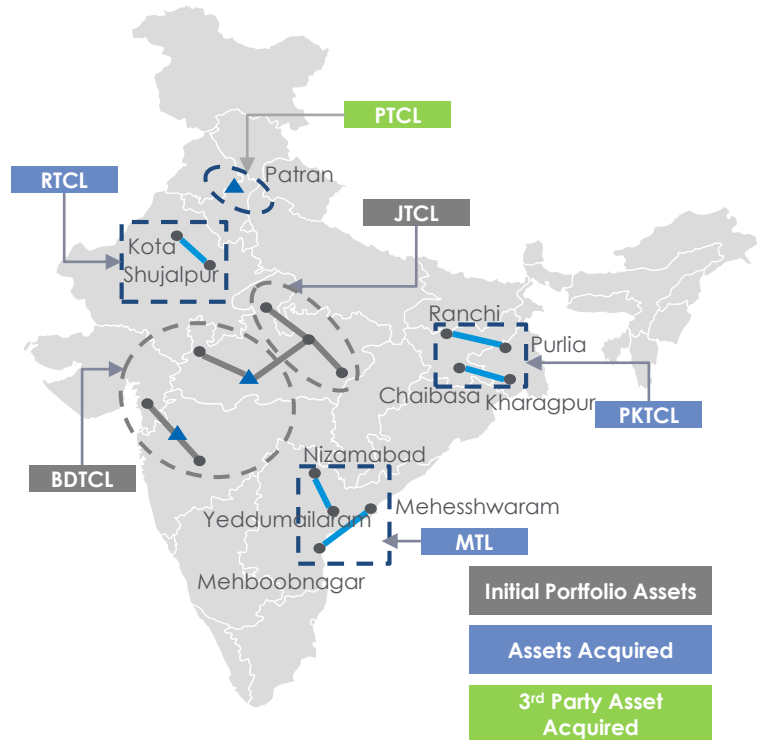 PTCL
Patran
RTCL
JTCL
Kota
Shujalpur
Ranchi
Purlia
Chaibasa
Kharagpur
PKTCL
BDTCL
Nizamabad
Yeddumailaram
Mehesshwaram
MTL
Mehboobnagar
Initial Portfolio Assets
Assets Acquired
3rd Party Asset
Acquired